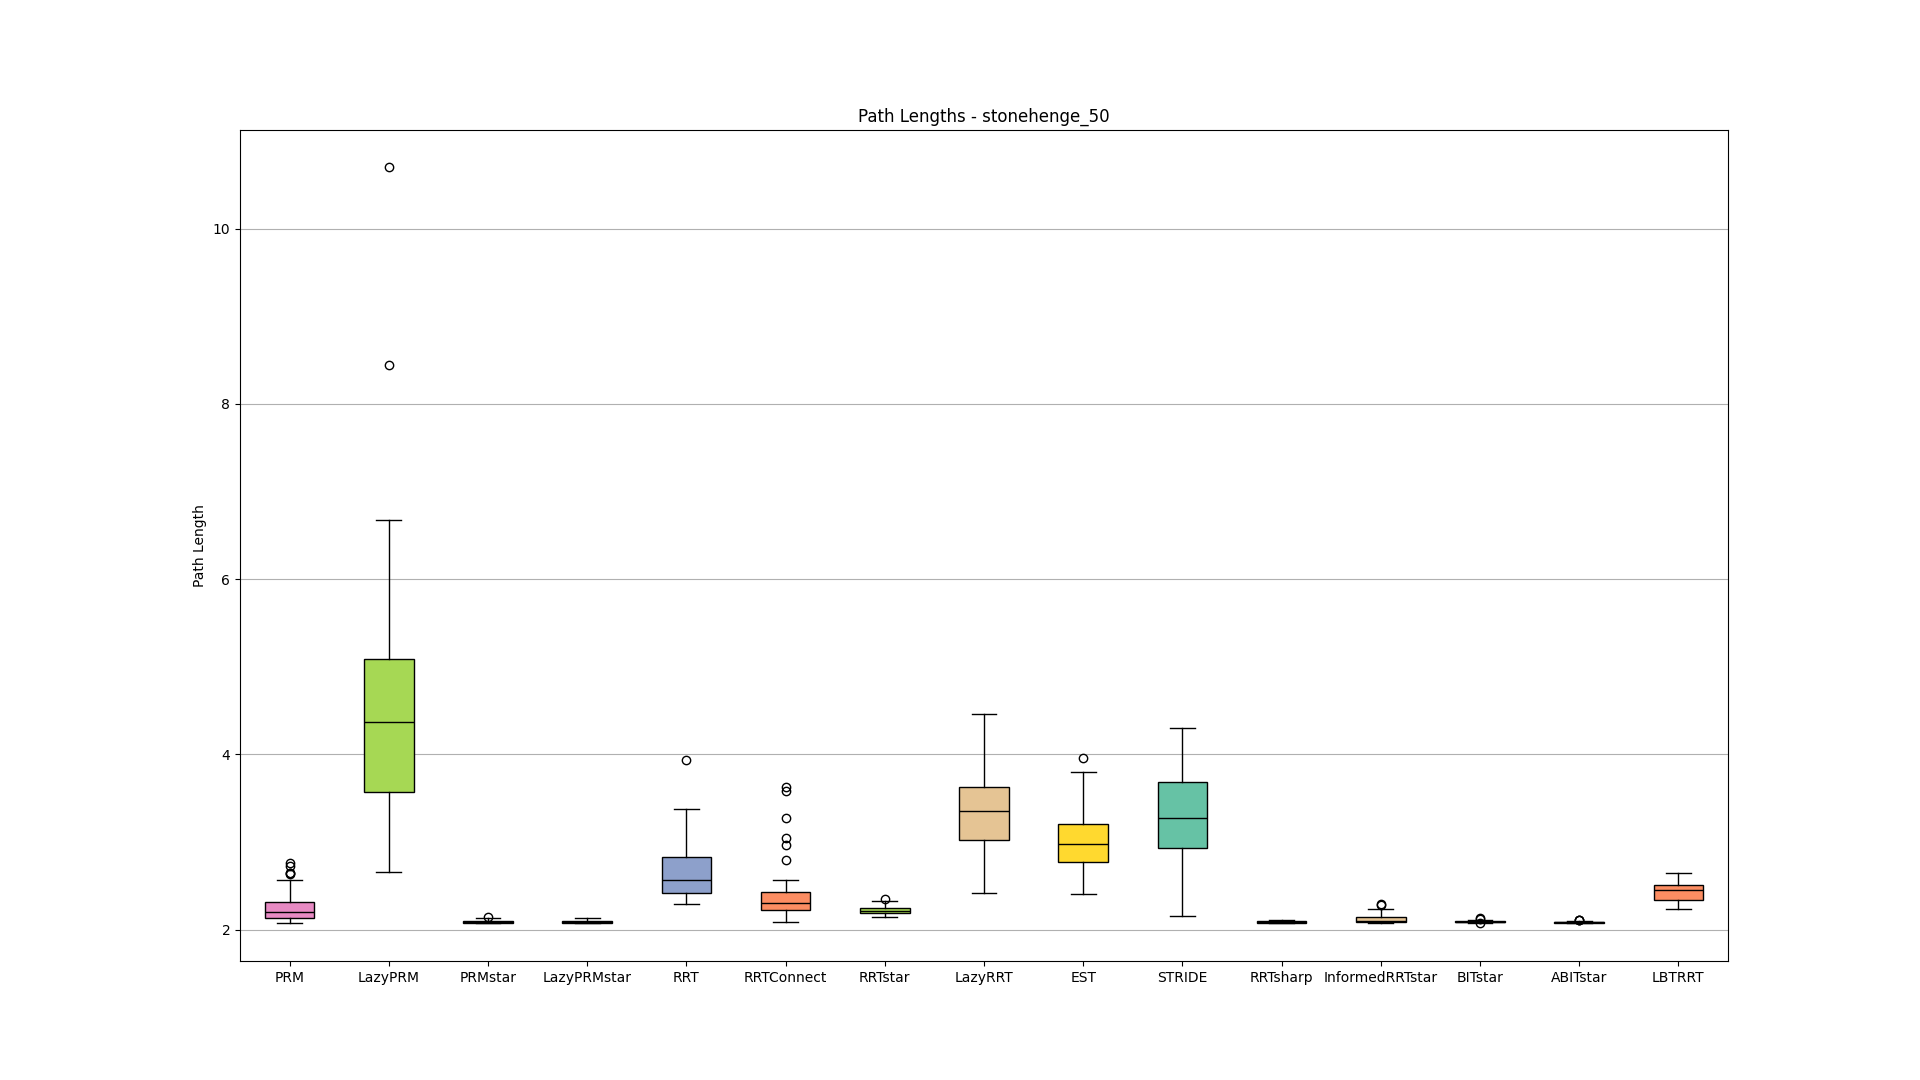 Path Lengths - stonehenge_50
10
8
6
4
2
Path Length
PRM LazyPRM PRMstar LazyPRMstar RRT RRTConnect RRTstar LazyRRT EST STRIDE RRTsharp InformedRRTstar BITstar ABITstar LBTRRT